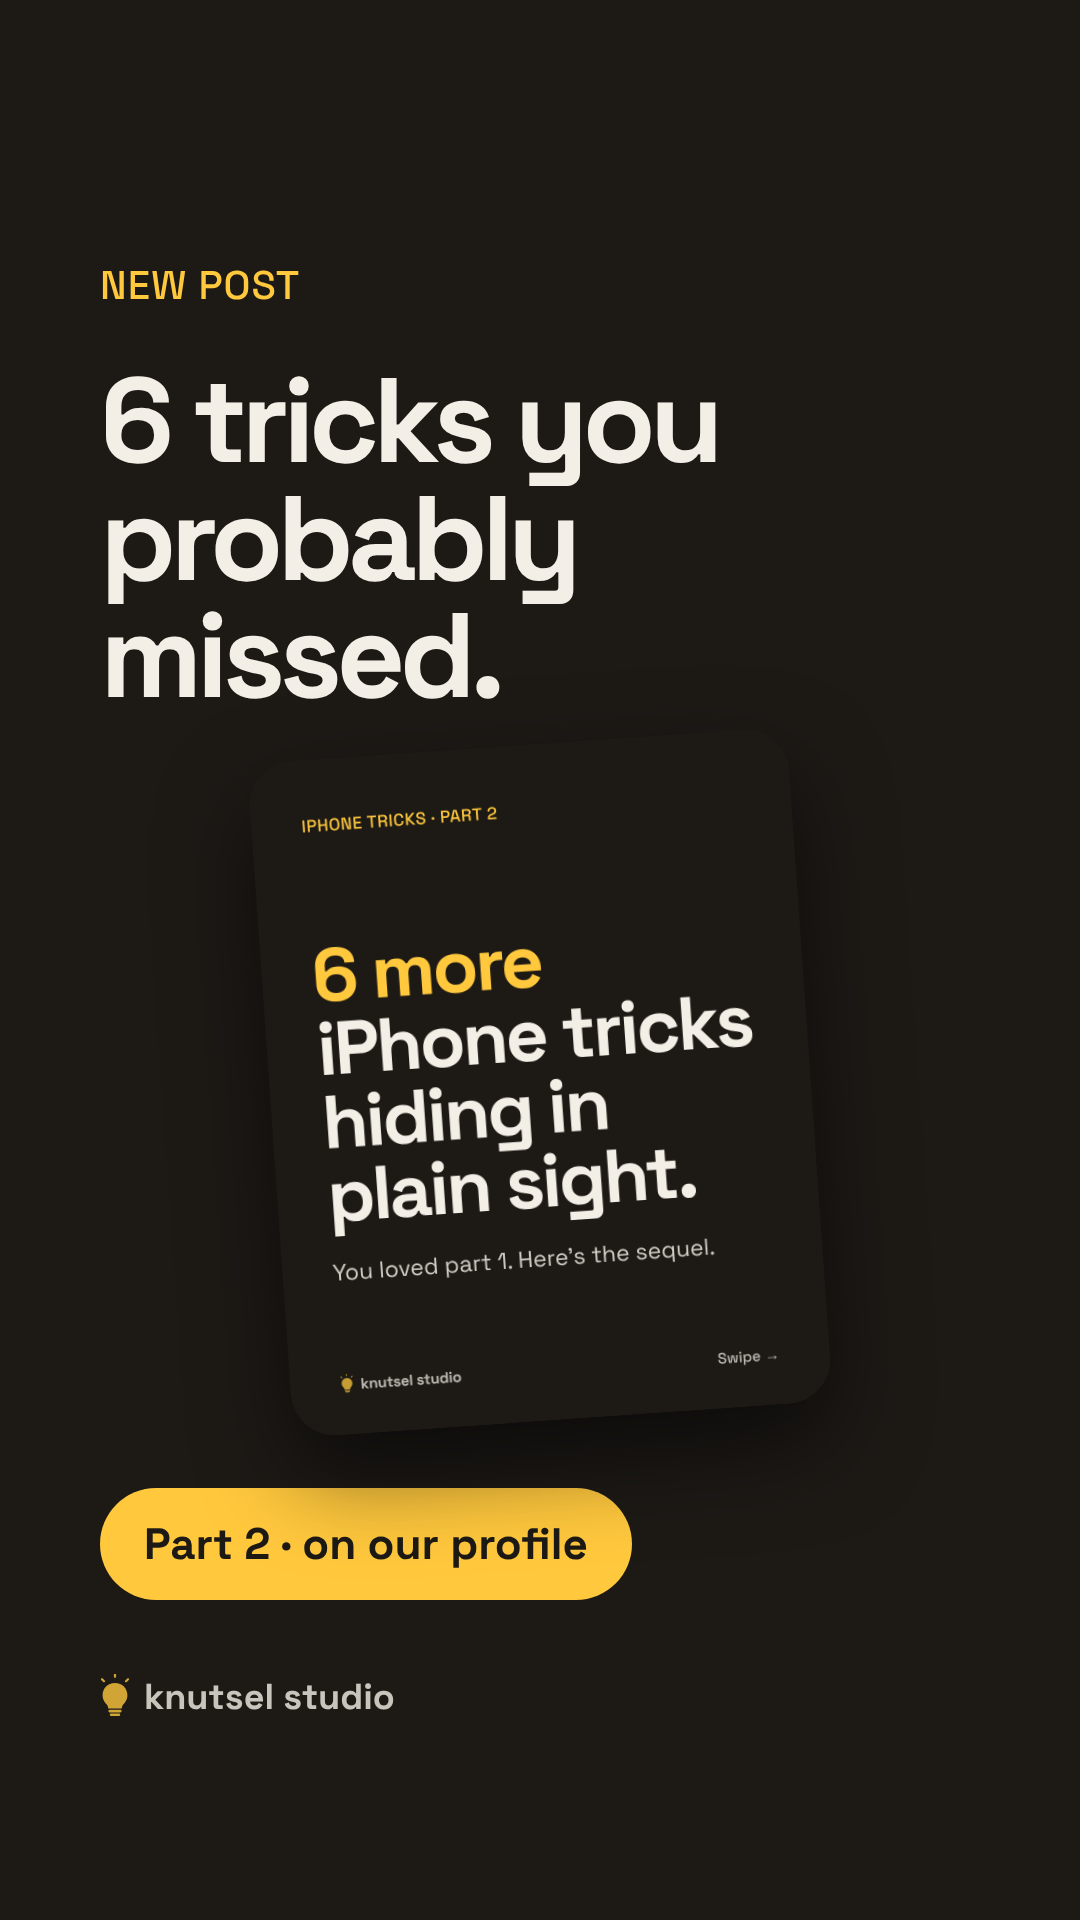 NEW POST
6 tricks you
probably
missed.
IPHONE TRICKS · PART 2
6 more
iPhone tricks
hiding in
plain sight.
You loved part 1. Here’s the sequel.
knutsel studio
Swipe →
Part 2 · on our profile
knutsel studio